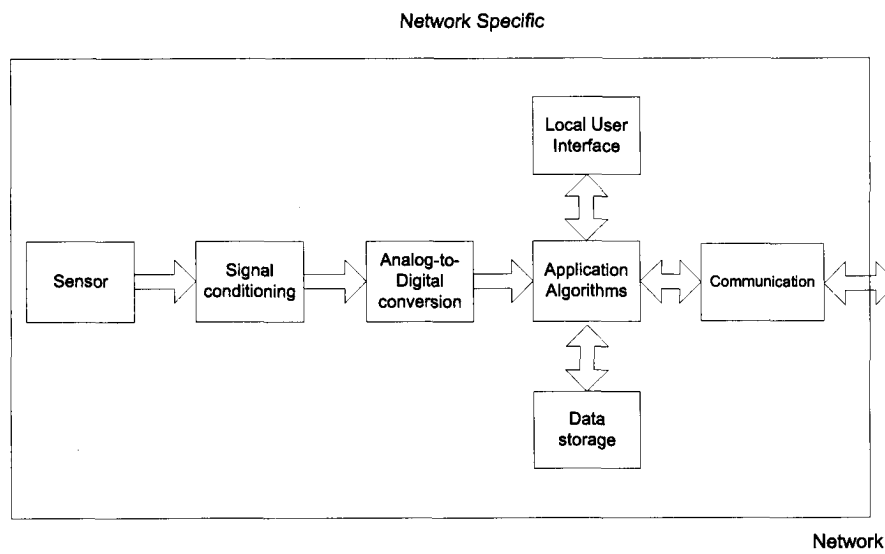 Network Specific
Local User
Interface
Sensor
Signal
conditioning
Analog-to-
Digital
conversion
Application
Algorithms
Communication
Data
storage
Network